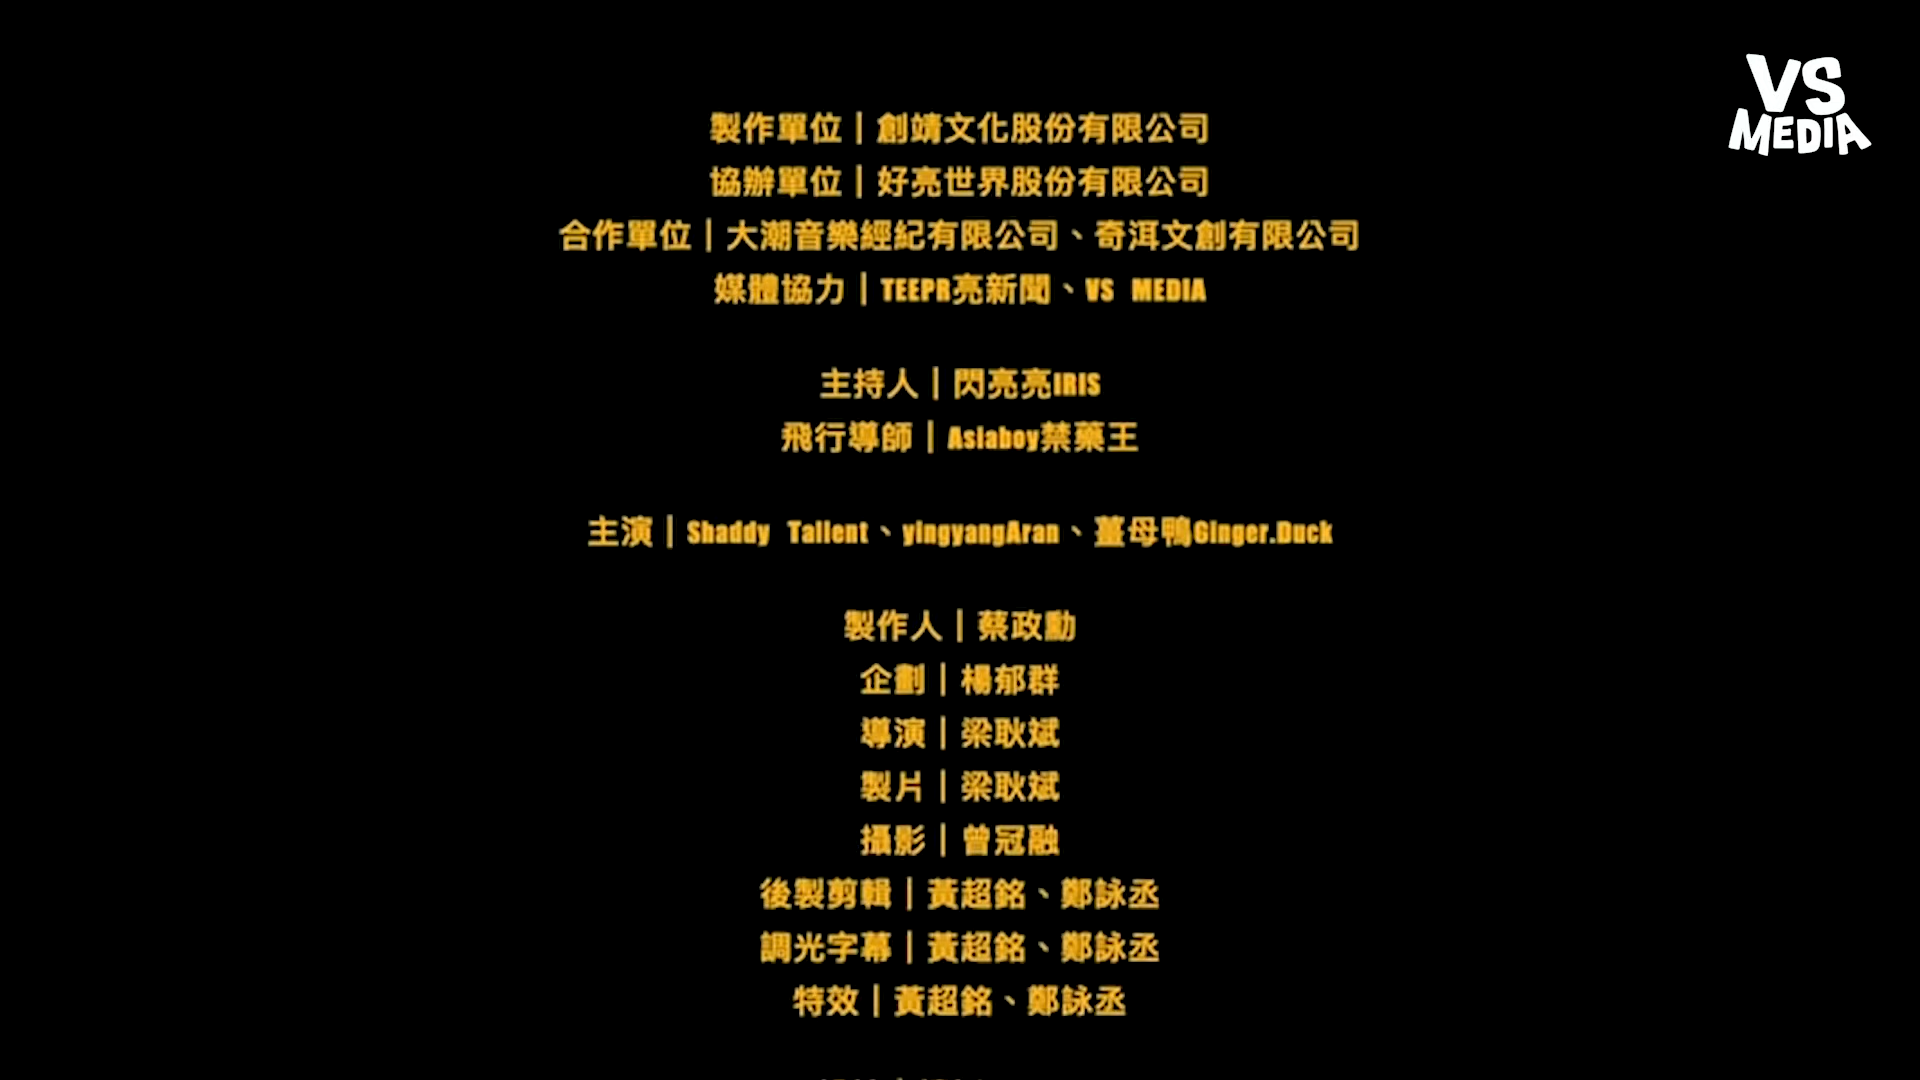 VS
MEDIA
製作單位｜創靖文化股份有限公司
協辦單位｜好亮世界股份有限公司
合作單位｜大潮音樂經紀有限公司、奇洱文創有限公司
媒體協力｜TEEPR亮新聞、VS MEDIA
主持人｜閃亮亮IRIS
飛行導師｜Asiaboy禁藥王
主演｜Shaddy Tallent、yingyangAran、薑母鴨Ginger.Duck
製作人｜蔡政勳
企劃｜楊郁群
導演｜梁耿斌
製片｜梁耿斌
攝影｜曾冠融
後製剪輯｜黃超銘、鄭詠丞
調光字幕｜黃超銘、鄭詠丞
特效｜黃超銘、鄭詠丞